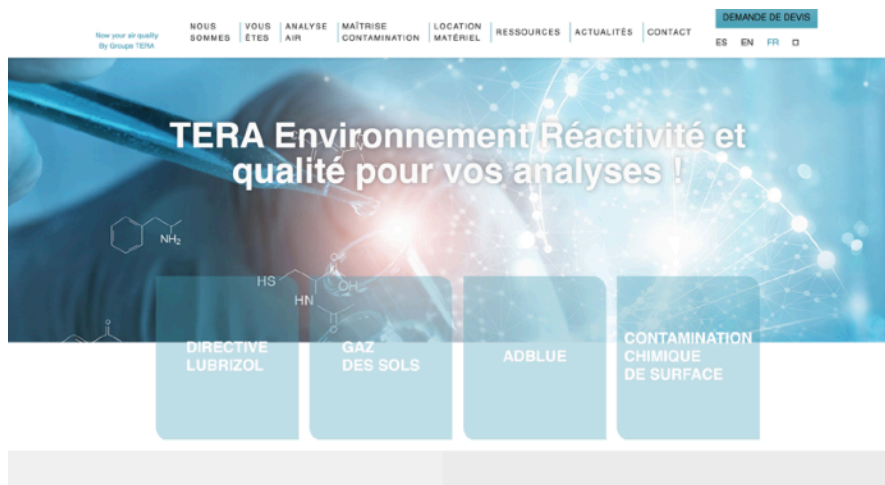 Now your air quality
By Groupe TERA
NOUS
SOMMES
VOUS
ÊTES
ANALYSE
AIR
MAÎTRISE
CONTAMINATION
LOCATION
MATÉRIEL
RESSOURCES
ACTUALITÉS
CONTACT
DEMANDE DE DEVIS
ES EN FR
TERA Environnement Réactivité et
qualité pour vos analyses !
NH₂
HS
OH
HN
O
DIRECTIVE
LUBRIZOL
GAZ
DES SOLS
ADBLUE
CONTAMINATION
CHIMIQUE
DE SURFACE